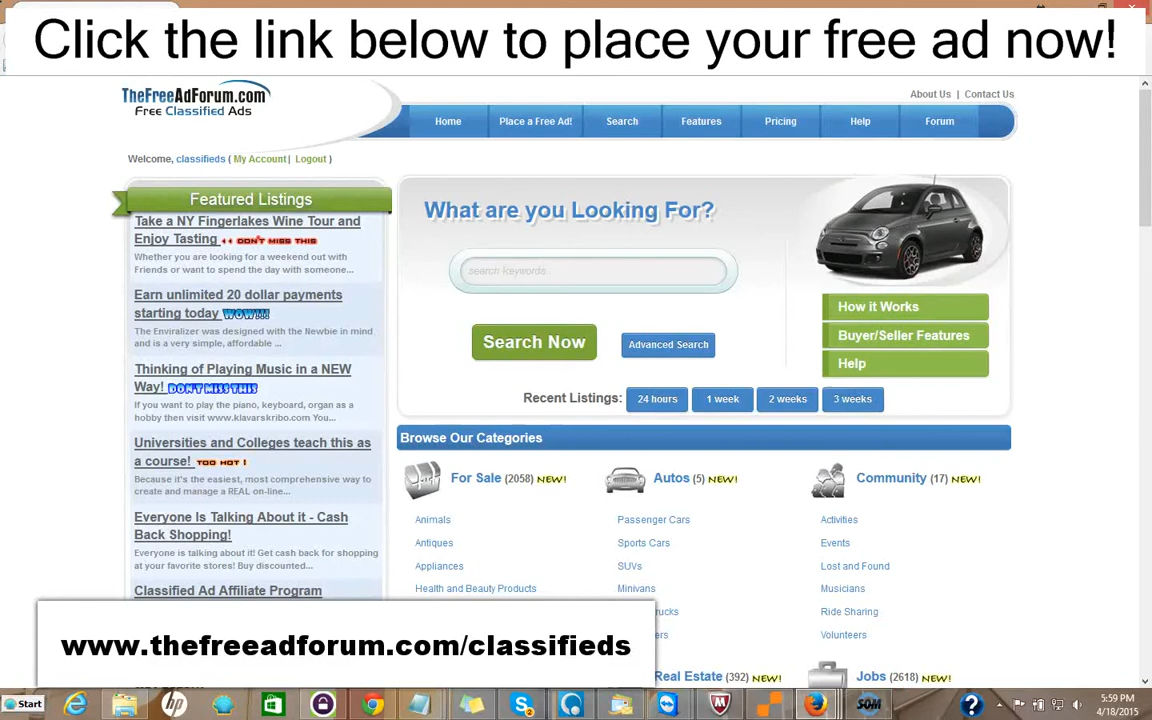 Click the link below to place your free ad now!
TheFreeAdForum.com
Free Classified Ads
About Us | Contact Us
Home
Place a Free Ad!
Search
Features
Pricing
Help
Forum
Welcome, classifieds ( My Account| Logout )
Featured Listings
Take a NY Fingerlakes Wine Tour and
Enjoy Tasting DON'T MISS THIS
Whether you are looking for a weekend out with
Friends or want to spend the day with someone...
Earn unlimited 20 dollar payments
starting today WOW!!!
The Enviralizer was designed with the Newbie in mind
and is a very simple, affordable ...
Thinking of Playing Music in a NEW
Way! DON'T MISS THIS
If you want to play the piano, keyboard, organ as a
hobby then visit www.klavarskribo.com You...
Universities and Colleges teach this as
a course! TOO HOT !
Because it's the easiest, most comprehensive way to
create and manage a REAL on-line...
Everyone Is Talking About it - Cash
Back Shopping!
Everyone is talking about it! Get cash back for shopping
at your favorite stores! Buy discounted...
Classified Ad Affiliate Program
What are you Looking For?
search keywords...
Search Now
Advanced Search
How it Works
Buyer/Seller Features
Help
Recent Listings:
24 hours
1 week
2 weeks
3 weeks
Browse Our Categories
For Sale (2058) NEW!
Animals
Antiques
Appliances
Health and Beauty Products
Autos (5) NEW!
Passenger Cars
Sports Cars
SUVs
Minivans
Community (17) NEW!
Activities
Events
Lost and Found
Musicians
Ride Sharing
Volunteers
Real Estate (392) NEW!
Jobs (2618) NEW!
www.thefreeadforum.com/classifieds
Start
5:59 PM
4/18/2015